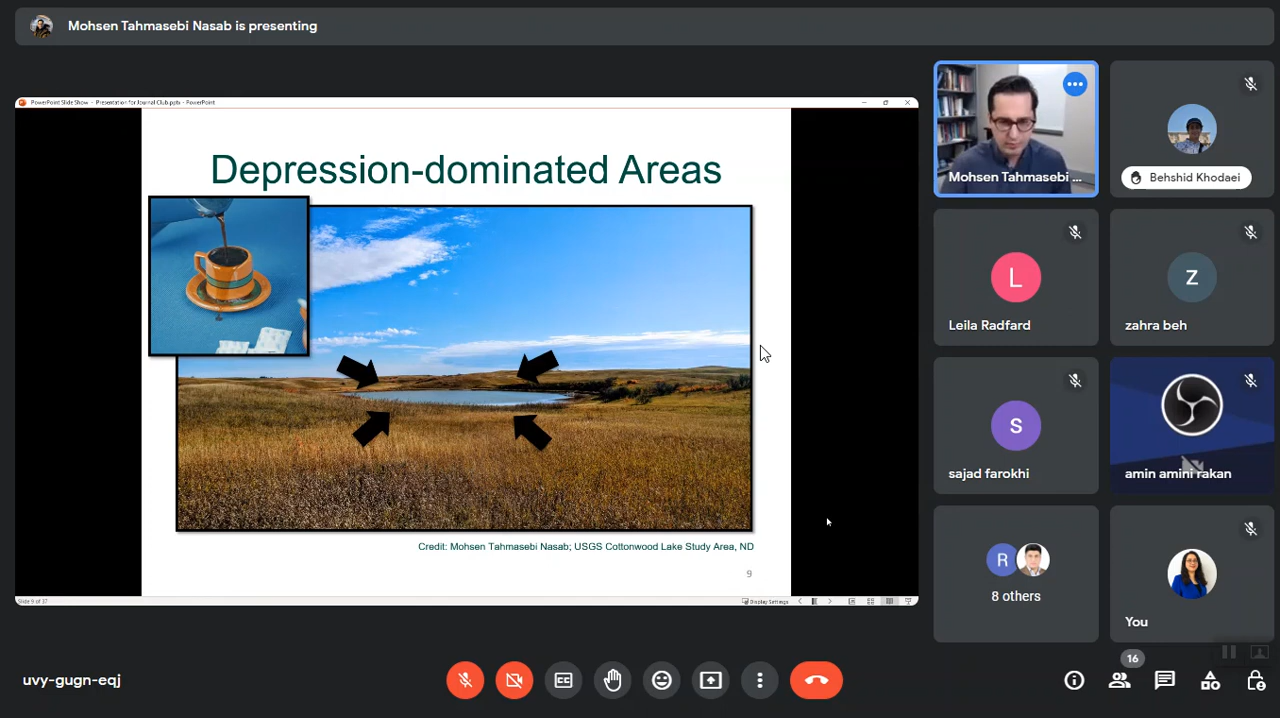 Mohsen Tahmasebi Nasab is presenting
PowerPoint Slide Show - Presentation for Journal Club.pptx - PowerPoint
Depression-dominated Areas
Credit: Mohsen Tahmasebi Nasab; USGS Cottonwood Lake Study Area, ND
9
Slide 9 of 37
Display Settings
Mohsen Tahmasebi ...
Behshid Khodaei
L
Leila Radfard
Z
zahra beh
S
sajad farokhi
amin amini rakan
R
8 others
You
uvy-gugn-eqj
CC
16